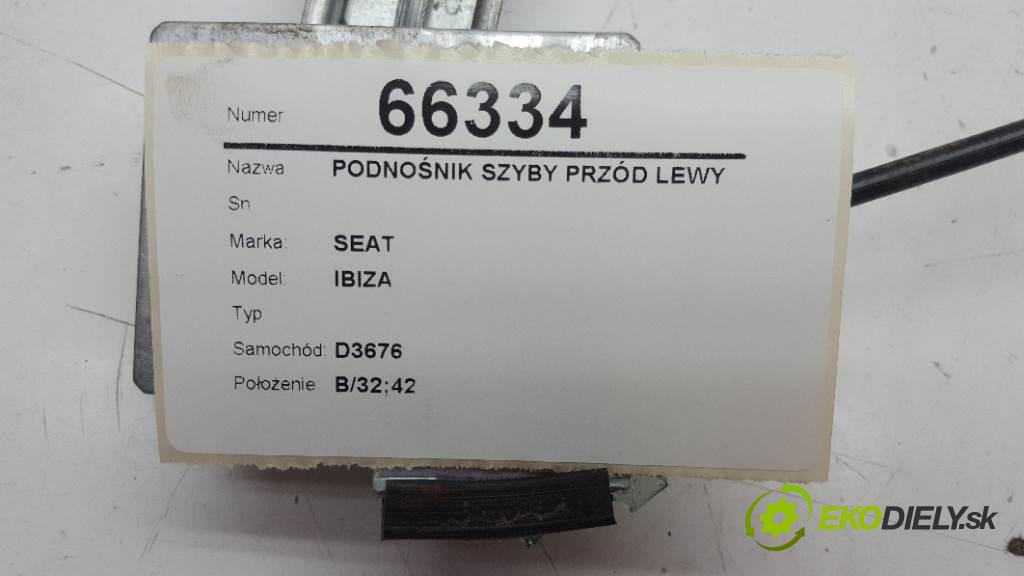 Numer 66334
Nazwa PODNOŚNIK SZYBY PRZÓD LEWY
Sn
Marka: SEAT
Model: IBIZA
Typ
Samochód: D3676
Położenie B/32;42
EKODIELY.sk